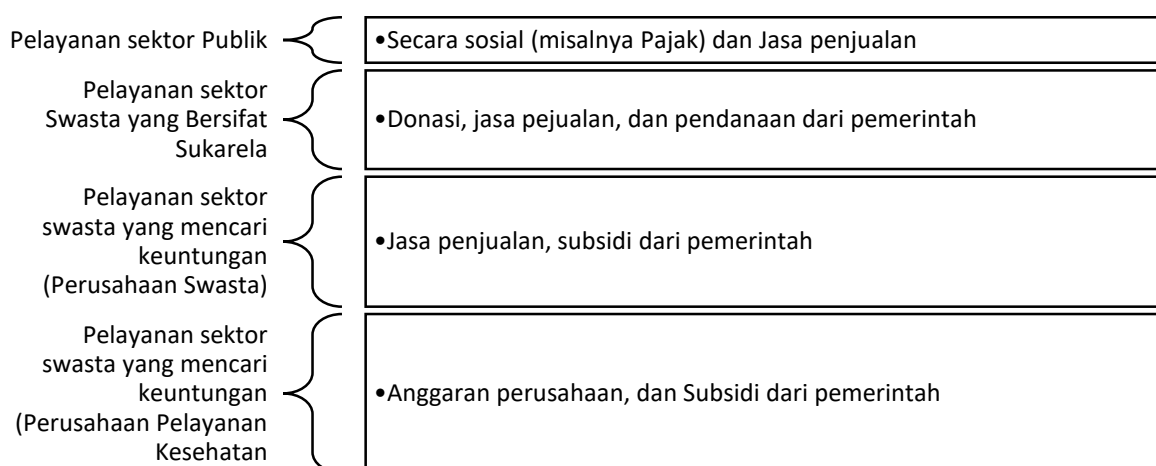 Pelayanan sektor Publik
•Secara sosial (misalnya Pajak) dan Jasa penjualan
Pelayanan sektor
Swasta yang Bersifat
Sukarela
•Donasi, jasa pejualan, dan pendanaan dari pemerintah
Pelayanan sektor
swasta yang mencari
keuntungan
(Perusahaan Swasta)
•Jasa penjualan, subsidi dari pemerintah
Pelayanan sektor
swasta yang mencari
keuntungan
(Perusahaan Pelayanan
Kesehatan
•Anggaran perusahaan, dan Subsidi dari pemerintah